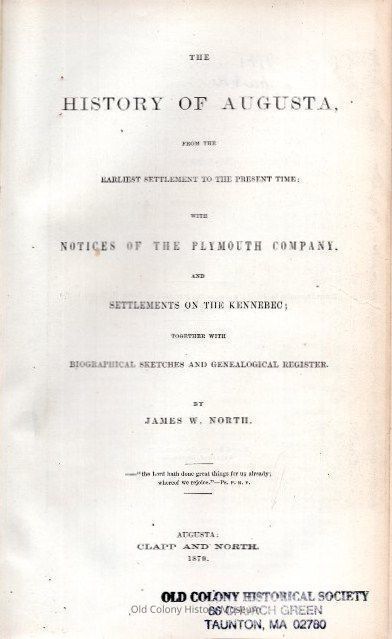 THE
HISTORY OF AUGUSTA,
FROM THE
EARLIEST SETTLEMENT TO THE PRESENT TIME;
WITH
NOTICES OF THE PLYMOUTH COMPANY,
AND
SETTLEMENTS ON THE KENNEBEC;
TOGETHER WITH
BIOGRAPHICAL SKETCHES AND GENEALOGICAL REGISTER.
BY
JAMES W. NORTH.
——"the Lord hath done great things for us already;
whereof we rejoice."—Ps. P. B. V.
AUGUSTA:
CLAPP AND NORTH.
1870.
OLD COLONY HISTORICAL SOCIETY
Old Colony History Museum
66 CHURCH GREEN
TAUNTON, MA 02780